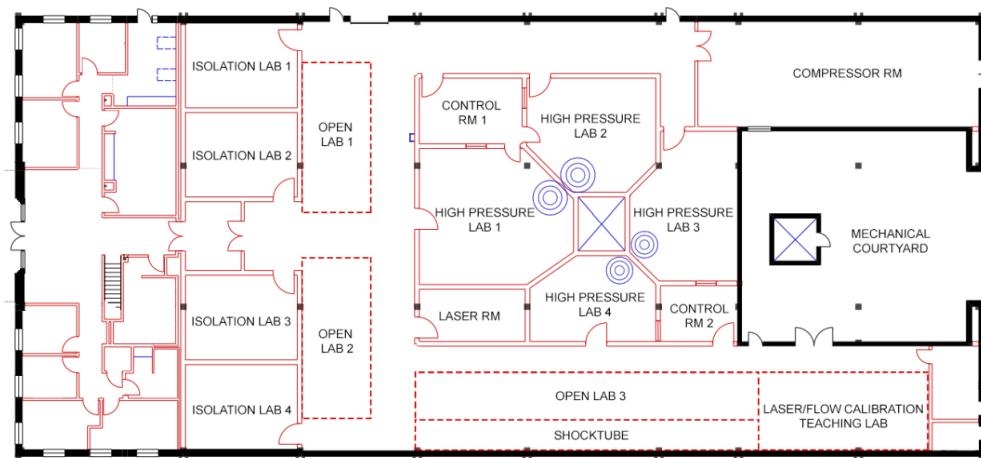 ISOLATION LAB 1
COMPRESSOR RM
CONTROL
RM 1
HIGH PRESSURE
LAB 2
OPEN
LAB 1
ISOLATION LAB 2
HIGH PRESSURE
LAB 1
HIGH PRESSURE
LAB 3
MECHANICAL
COURTYARD
ISOLATION LAB 3
OPEN
LAB 2
LASER RM
HIGH PRESSURE
LAB 4
CONTROL
RM 2
ISOLATION LAB 4
OPEN LAB 3
SHOCKTUBE
LASER/FLOW CALIBRATION
TEACHING LAB